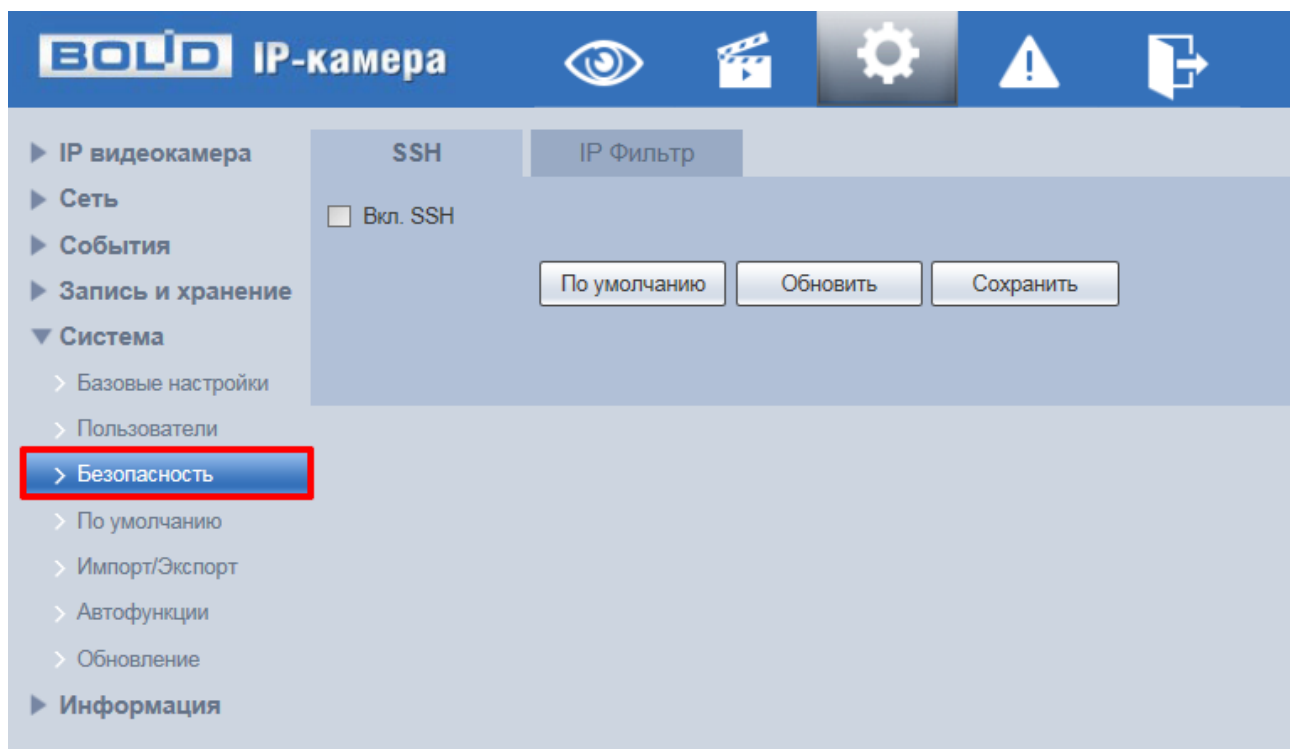 BOLID IP-камера
IP видеокамера
Сеть
События
Запись и хранение
Система
Базовые настройки
Пользователи
Безопасность
По умолчанию
Импорт/Экспорт
Автофункции
Обновление
Информация
SSH IP Фильтр
Вкл. SSH
По умолчанию Обновить Сохранить